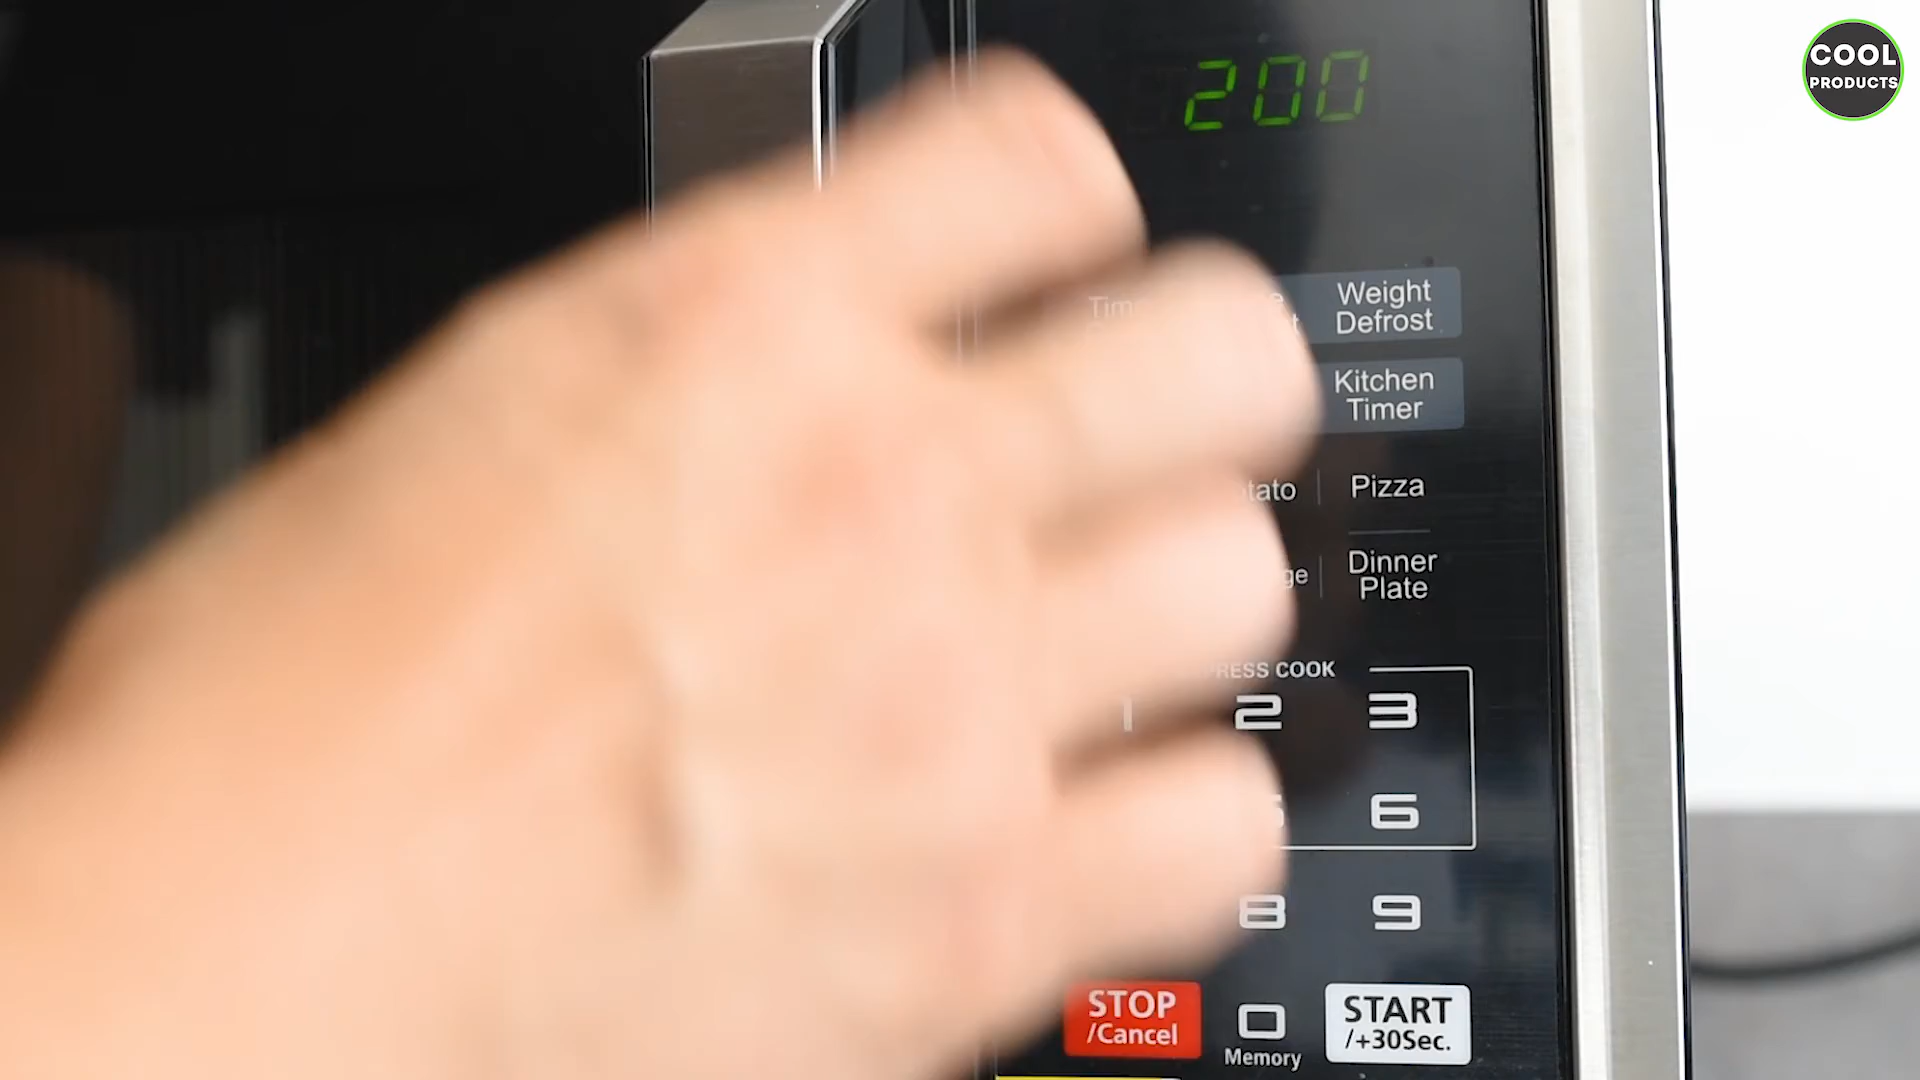 COOL
PRODUCTS
200
Weight
Defrost
Kitchen
Timer
Pizza
Dinner
Plate
COOK
2 3
6
8 9
STOP
/Cancel
0
Memory
START
/+30Sec.